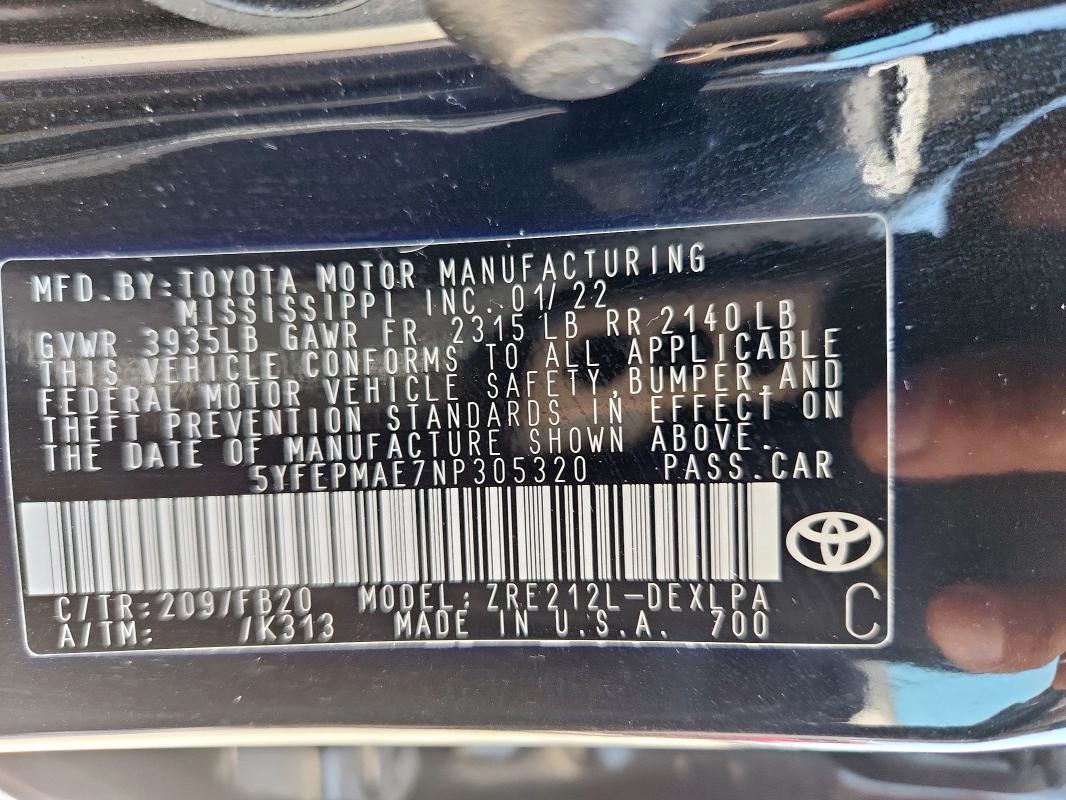 MFD.BY:TOYOTA MOTOR MANUFACTURING
MISSISSIPPI INC. 01/22
GVWR 3935LB GAWR FR 2315LB RR 2140LB
THIS VEHICLE CONFORMS TO ALL APPLICABLE
FEDERAL MOTOR VEHICLE SAFETY,BUMPER,AND
THEFT PREVENTION STANDARDS IN EFFECT ON
THE DATE OF MANUFACTURE SHOWN ABOVE.
5YFEPMAE7NP305320 PASS.CAR
C/TR:209/FB20 MODEL:ZRE212L-DEXLPA
A/TM: /K313 MADE IN U.S.A. 700 C